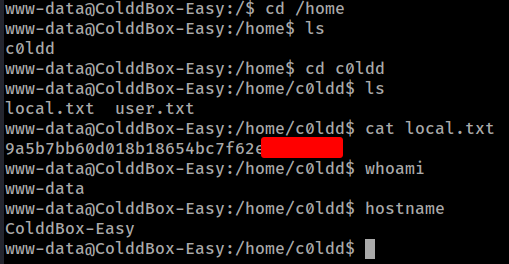 www-data@ColddBox-Easy:/$ cd /home
www-data@ColddBox-Easy:/home$ ls
c0ldd
www-data@ColddBox-Easy:/home$ cd c0ldd
www-data@ColddBox-Easy:/home/c0ldd$ ls
local.txt  user.txt
www-data@ColddBox-Easy:/home/c0ldd$ cat local.txt
9a5b7bb60d018b18654bc7f62e
www-data@ColddBox-Easy:/home/c0ldd$ whoami
www-data
www-data@ColddBox-Easy:/home/c0ldd$ hostname
ColddBox-Easy
www-data@ColddBox-Easy:/home/c0ldd$